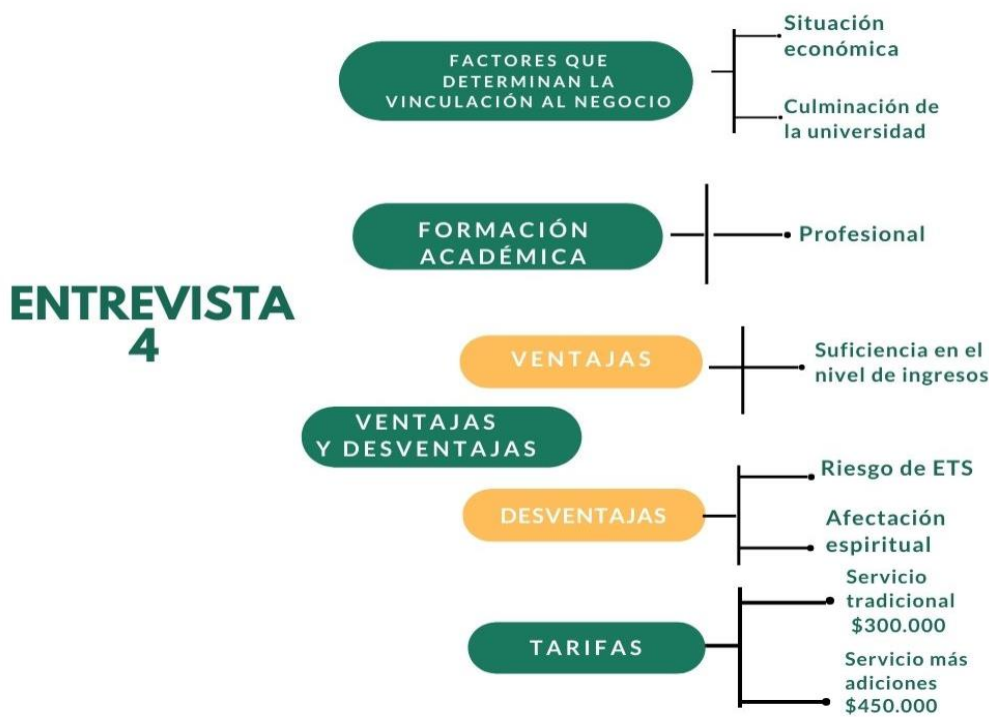 ENTREVISTA
4
FACTORES QUE
DETERMINAN LA
VINCULACIÓN AL NEGOCIO
Situación
económica
Culminación de
la universidad
FORMACIÓN
ACADÉMICA
Profesional
VENTAJAS
Y DESVENTAJAS
VENTAJAS
Suficiencia en el
nivel de ingresos
DESVENTAJAS
Riesgo de ETS
Afectación
espiritual
TARIFAS
Servicio
tradicional
$300.000
Servicio más
adiciones
$450.000